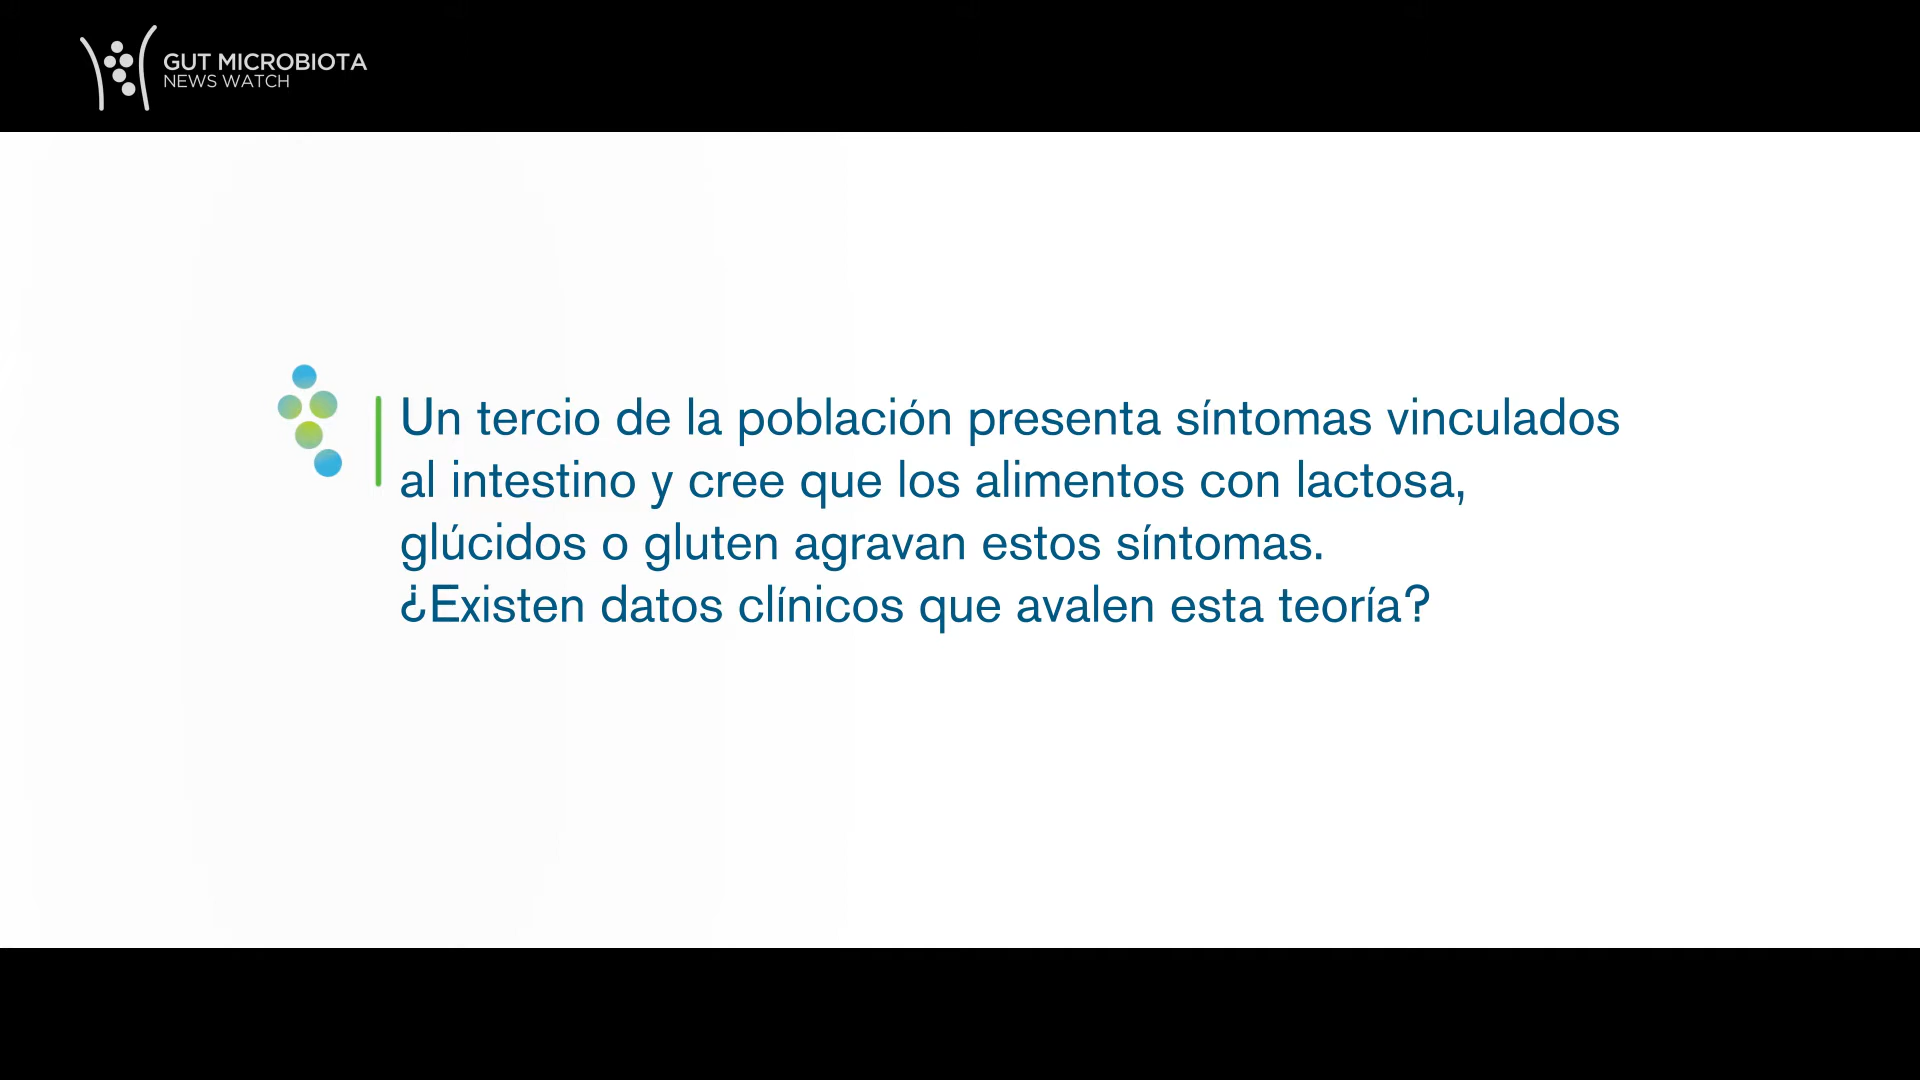 GUT MICROBIOTA
NEWS WATCH
Un tercio de la población presenta síntomas vinculados
al intestino y cree que los alimentos con lactosa,
glúcidos o gluten agravan estos síntomas.
¿Existen datos clínicos que avalen esta teoría?